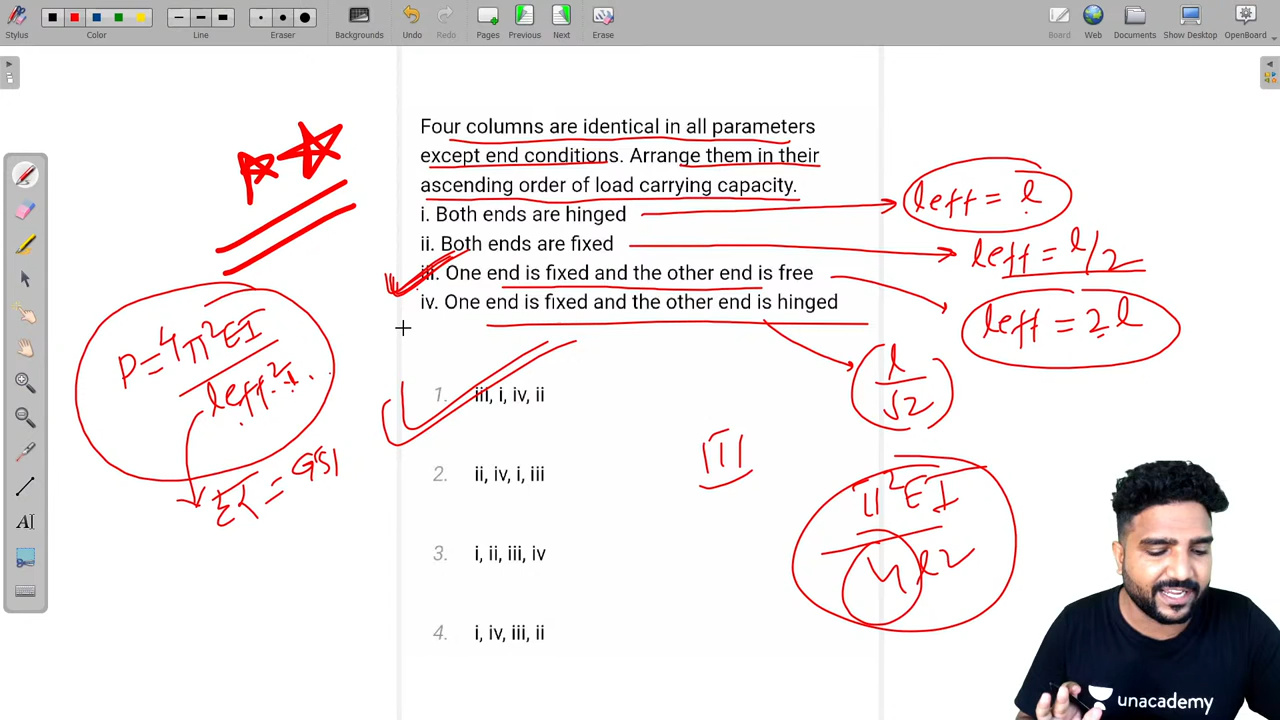 Stylus
Color
Line
Eraser
Backgrounds
Undo
Redo
Pages
Previous
Next
Erase
Board
Web
Documents
Show Desktop
OpenBoard
Four columns are identical in all parameters
except end conditions. Arrange them in their
ascending order of load carrying capacity.
i. Both ends are hinged
leff = l
ii. Both ends are fixed
leff = l/2
iii. One end is fixed and the other end is free
leff = 2l
iv. One end is fixed and the other end is hinged
l
√2
P=4π²EI
leff.²
1. iii, i, iv, ii
III
2. ii, iv, i, iii
π²EI
4l2
3. i, ii, iii, iv
4. i, iv, iii, ii
unacademy